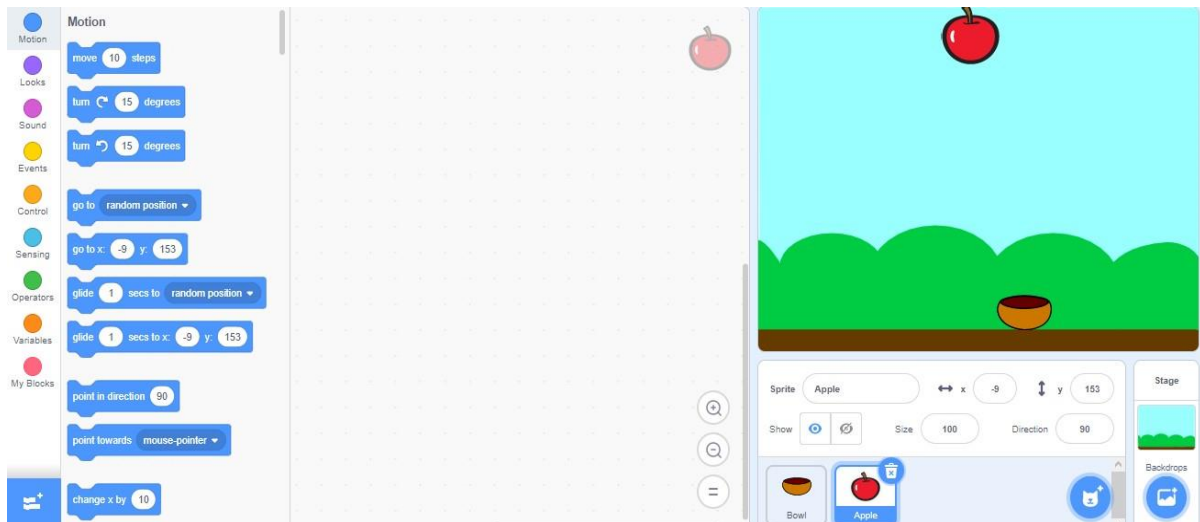 Motion
Looks
Sound
Events
Control
Sensing
Operators
Variables
My Blocks
Motion
move 10 steps
turn 15 degrees
turn 15 degrees
go to random position
go to x: -9 y: 153
glide 1 secs to random position
glide 1 secs to x: -9 y: 153
point in direction 90
point towards mouse-pointer
change x by 10
Sprite Apple x -9 y 153
Show Size 100 Direction 90
Bowl
Apple
Stage
Backdrops